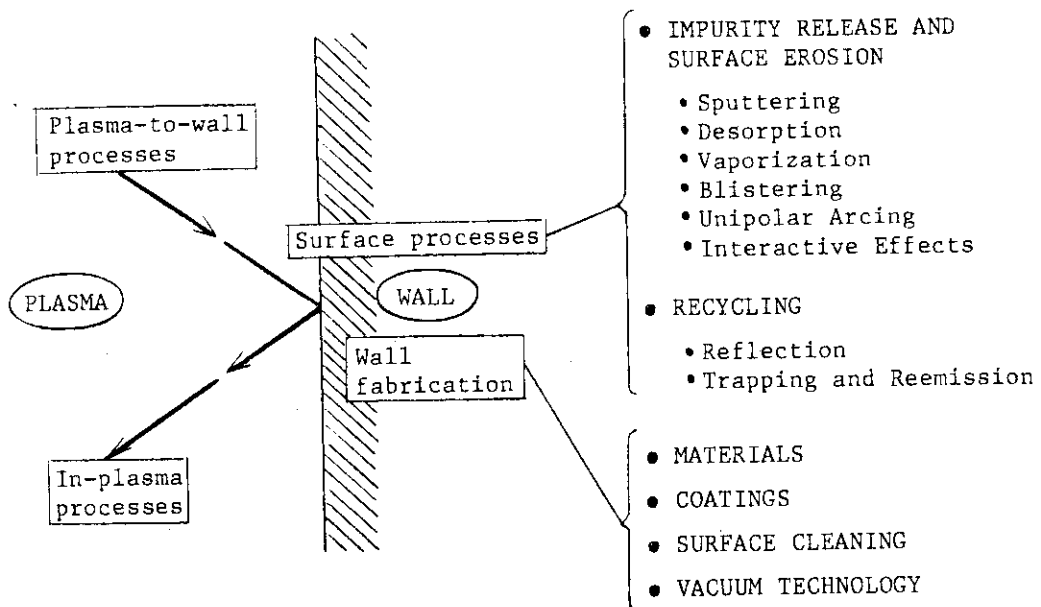 Plasma-to-wall
processes
PLASMA
In-plasma
processes
Surface processes
WALL
Wall
fabrication
• IMPURITY RELEASE AND
SURFACE EROSION
• Sputtering
• Desorption
• Vaporization
• Blistering
• Unipolar Arcing
• Interactive Effects
• RECYCLING
• Reflection
• Trapping and Reemission
• MATERIALS
• COATINGS
• SURFACE CLEANING
• VACUUM TECHNOLOGY